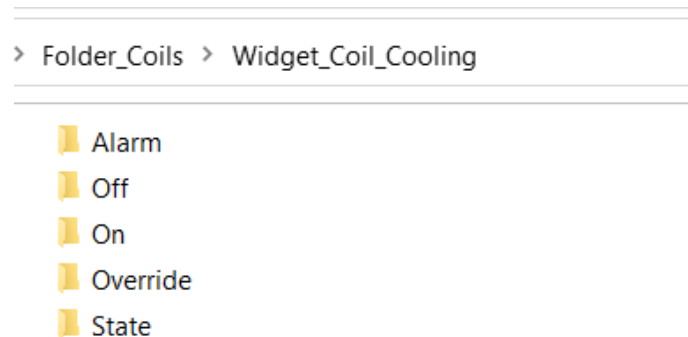 > Folder_Coils > Widget_Coil_Cooling
Alarm
Off
On
Override
State